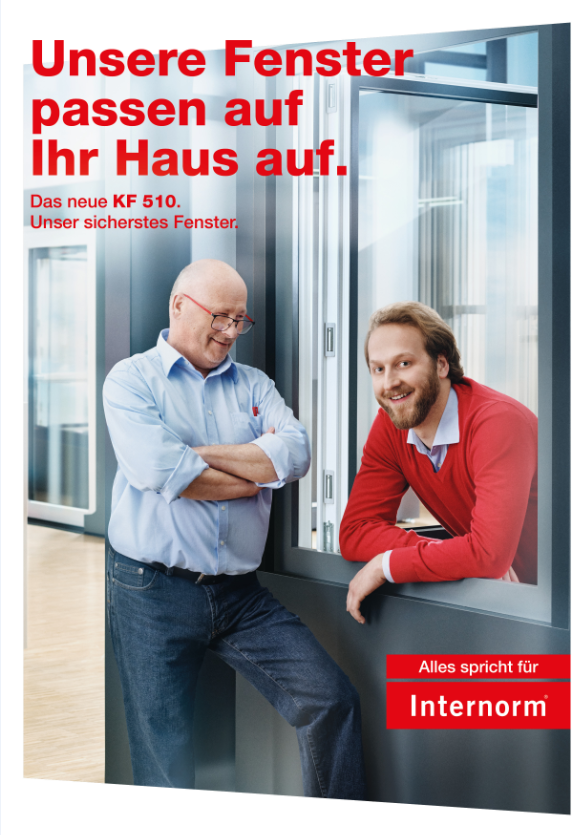 Unsere Fenster
passen auf
Ihr Haus auf.
Das neue KF 510.
Unser sicherstes Fenster.
Alles spricht für
Internorm®